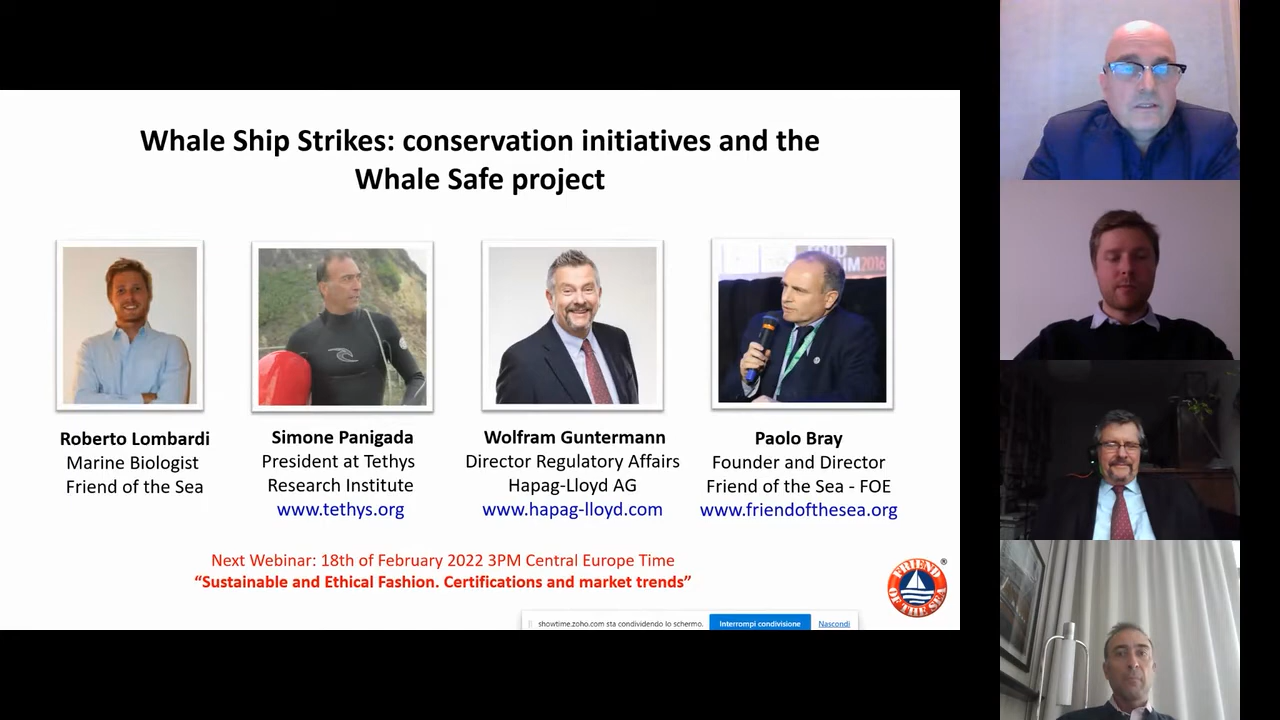 Whale Ship Strikes: conservation initiatives and the
Whale Safe project
FOOD
UM2016
Roberto Lombardi
Marine Biologist
Friend of the Sea
Simone Panigada
President at Tethys
Research Institute
www.tethys.org
Wolfram Guntermann
Director Regulatory Affairs
Hapag-Lloyd AG
www.hapag-lloyd.com
Paolo Bray
Founder and Director
Friend of the Sea - FOE
www.friendofthesea.org
Next Webinar: 18th of February 2022 3PM Central Europe Time
“Sustainable and Ethical Fashion. Certifications and market trends”
FRIEND
OF THE SEA
®
showtime.zoho.com sta condividendo lo schermo.
Interrompi condivisione
Nascondi